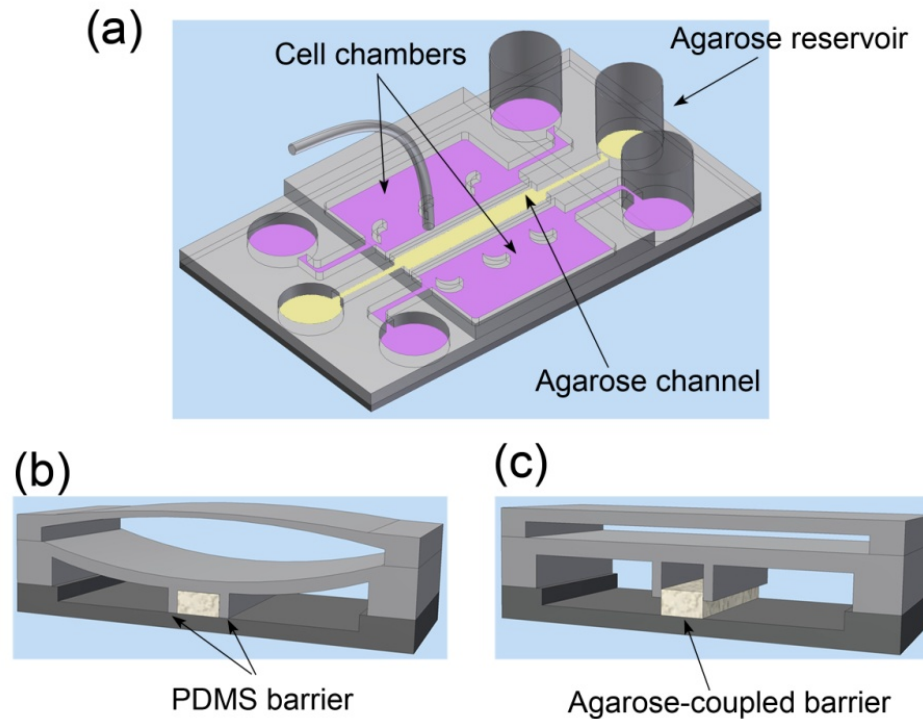 (a)
Cell chambers
Agarose reservoir
Agarose channel
(b)
(c)
PDMS barrier
Agarose-coupled barrier